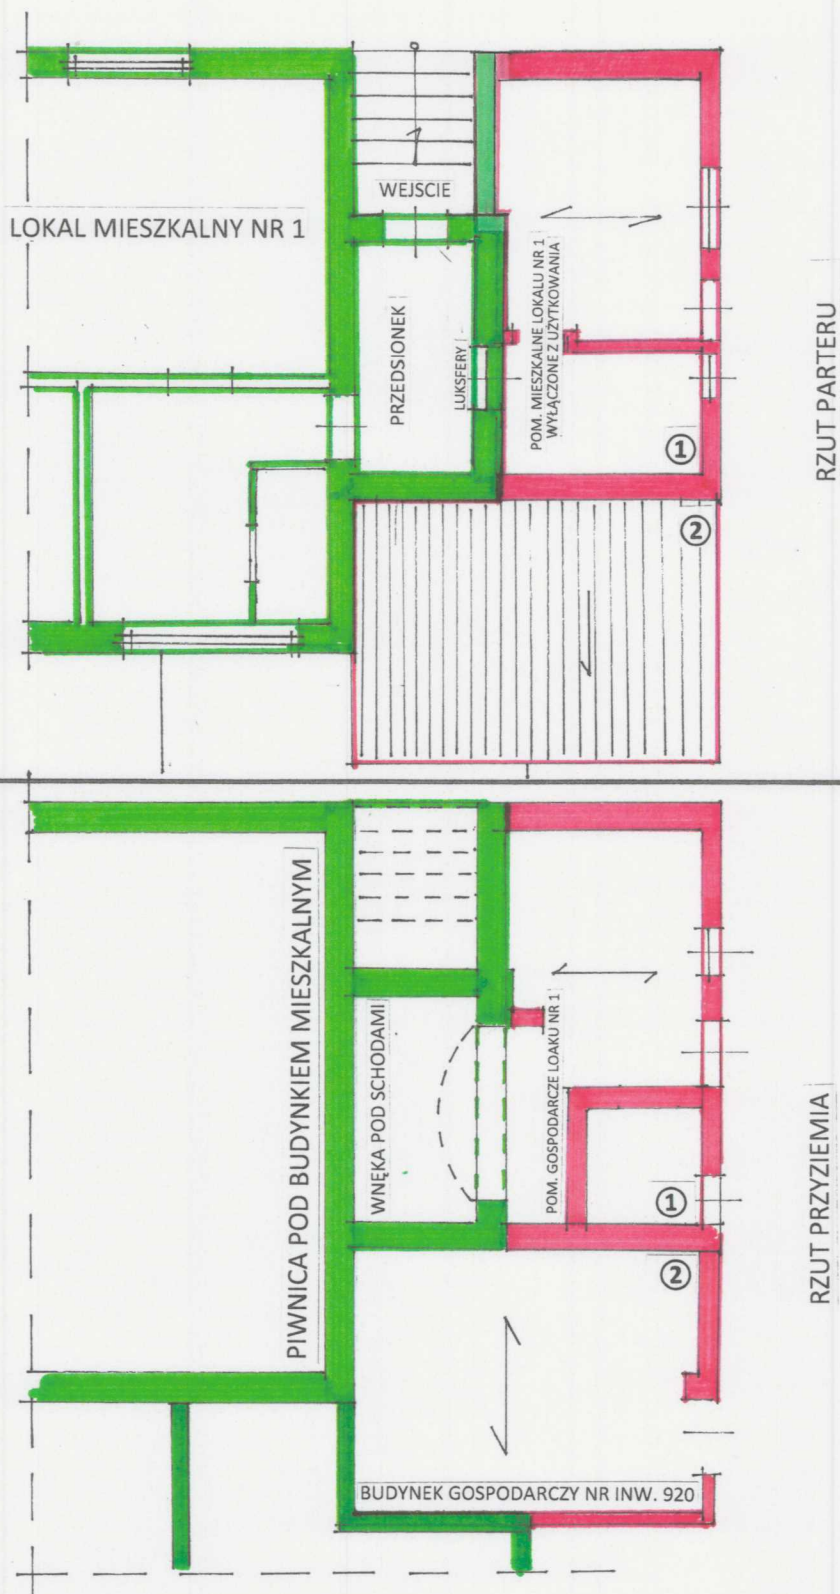 WEJSCIE
LOKAL MIESZKALNY NR 1
PRZEDSIONEK
LUKSFERY
POM. MIESZKALNE LOKALU NR 1
WYŁĄCZONE Z UŻYTKOWANIA
1
2
RZUT PARTERU
PIWNICA POD BUDYNKIEM MIESZKALNYM
WNĘKA POD SCHODAMI
POM. GOSPODARCZE LOAKU NR 1
1
2
BUDYNEK GOSPODARCZY NR INW. 920
RZUT PRZYZIEMIA